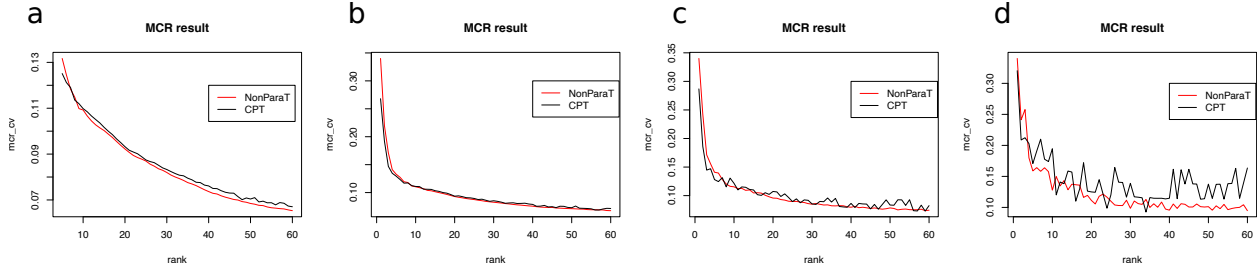 a
MCR result
mcr_cv
0.07 0.09 0.11 0.13
NonParaT
CPT
10 20 30 40 50 60
rank
b
MCR result
mcr_cv
0.10 0.20 0.30
NonParaT
CPT
0 10 20 30 40 50 60
rank
c
MCR result
mcr_cv
0.10 0.15 0.20 0.25 0.30 0.35
NonParaT
CPT
0 10 20 30 40 50 60
rank
d
MCR result
mcr_cv
0.10 0.15 0.20 0.25 0.30
NonParaT
CPT
0 10 20 30 40 50 60
rank